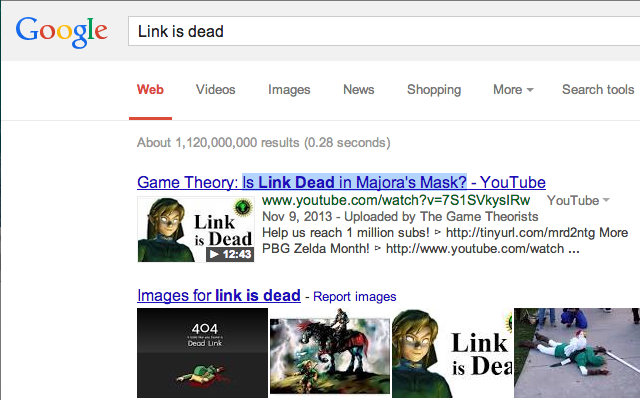 Google
Link is dead
Web Videos Images News Shopping More Search tools
About 1,120,000,000 results (0.28 seconds)
Game Theory: Is Link Dead in Majora's Mask? - YouTube
www.youtube.com/watch?v=7S1SVkysIRw YouTube
Nov 9, 2013 - Uploaded by The Game Theorists
Help us reach 1 million subs! ➢ http://tinyurl.com/mrd2ntg More
PBG Zelda Month! ➢ http://www.youtube.com/watch ...
Link
is Dead
12:43
Images for link is dead - Report images
404
Dead Link
Link
is Dea